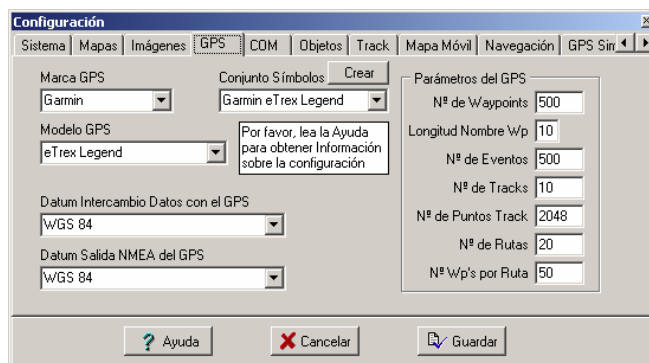 Configuración
Sistema Mapas Imágenes GPS COM Objetos Track Mapa Móvil Navegación GPS Sim
Marca GPS
Garmin
Conjunto Símbolos Crear
Garmin eTrex Legend
Modelo GPS
eTrex Legend
Por favor, lea la Ayuda
para obtener Información
sobre la configuración
Datum Intercambio Datos con el GPS
WGS 84
Datum Salida NMEA del GPS
WGS 84
Parámetros del GPS
Nº de Waypoints 500
Longitud Nombre Wp 10
Nº de Eventos 500
Nº de Tracks 10
Nº de Puntos Track 2048
Nº de Rutas 20
Nº Wp's por Ruta 50
? Ayuda Cancelar Guardar